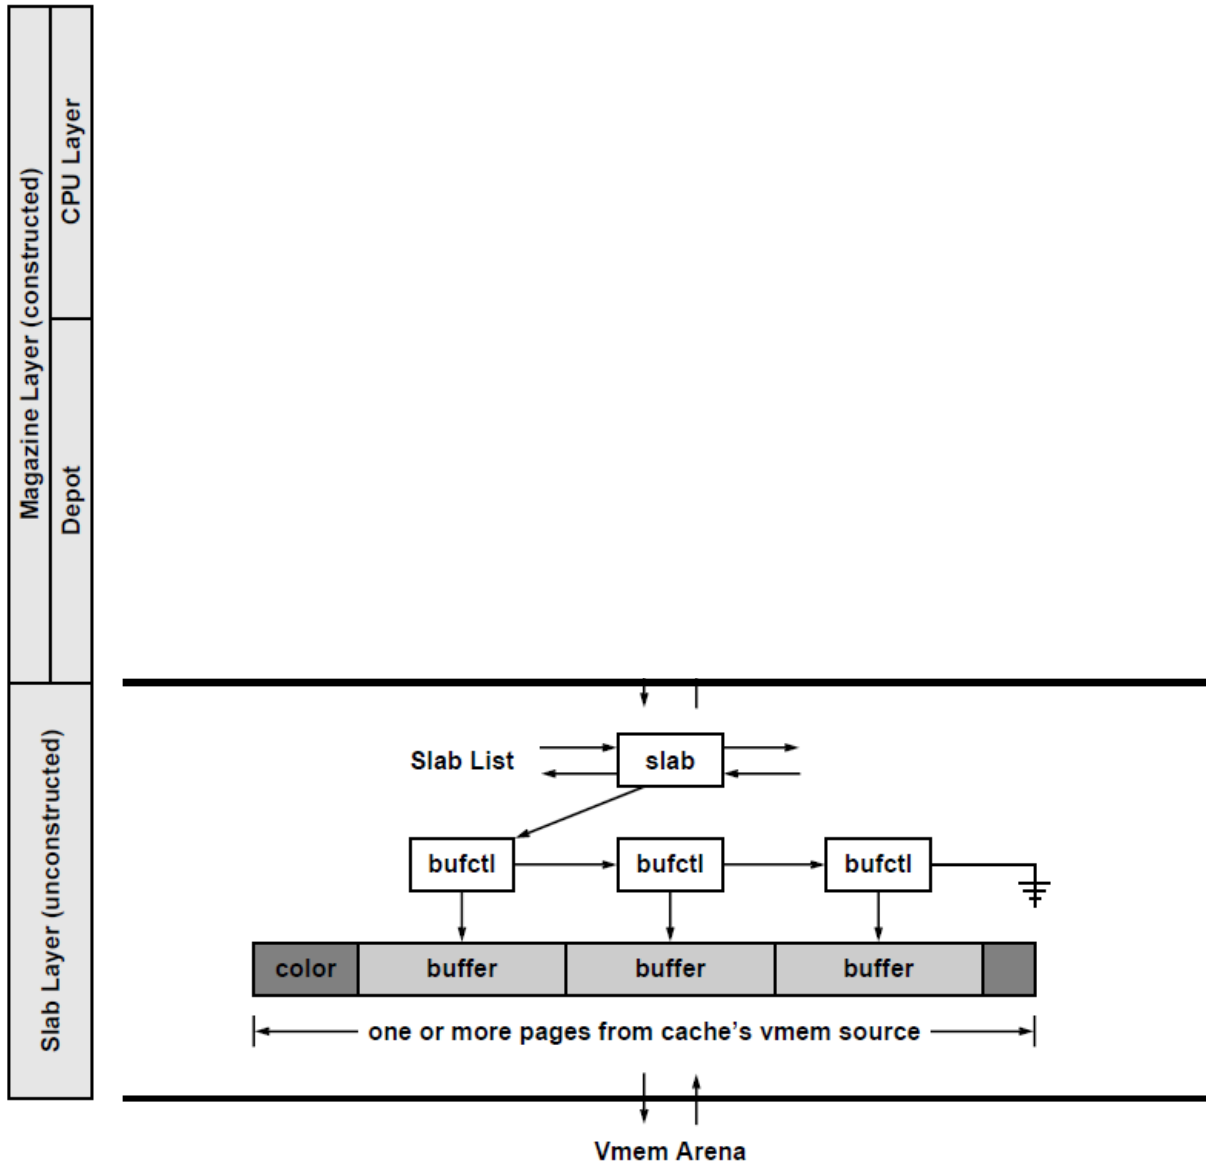 Magazine Layer (constructed)
CPU Layer
Depot
Slab Layer (unconstructed)
Slab List
slab
bufctl
bufctl
bufctl
color
buffer
buffer
buffer
one or more pages from cache's vmem source
Vmem Arena